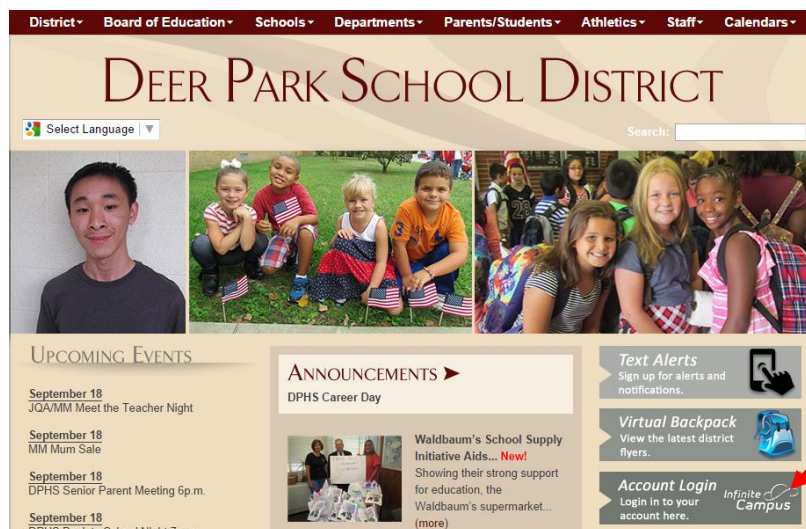 District Board of Education Schools Departments Parents/Students Athletics Staff Calendars
DEER PARK SCHOOL DISTRICT
Select Language
Search:
UPCOMING EVENTS
September 18
JQA/MM Meet the Teacher Night
September 18
MM Mum Sale
September 18
DPHS Senior Parent Meeting 6p.m.
September 18
ANNOUNCEMENTS
DPHS Career Day
Waldbaum's School Supply
Initiative Aids... New!
Showing their strong support
for education, the
Waldbaum's supermarket...
(more)
Text Alerts
Sign up for alerts and
notifications.
Virtual Backpack
View the latest district
flyers.
Account Login
Login in to your
account here.
Infinite
Campus